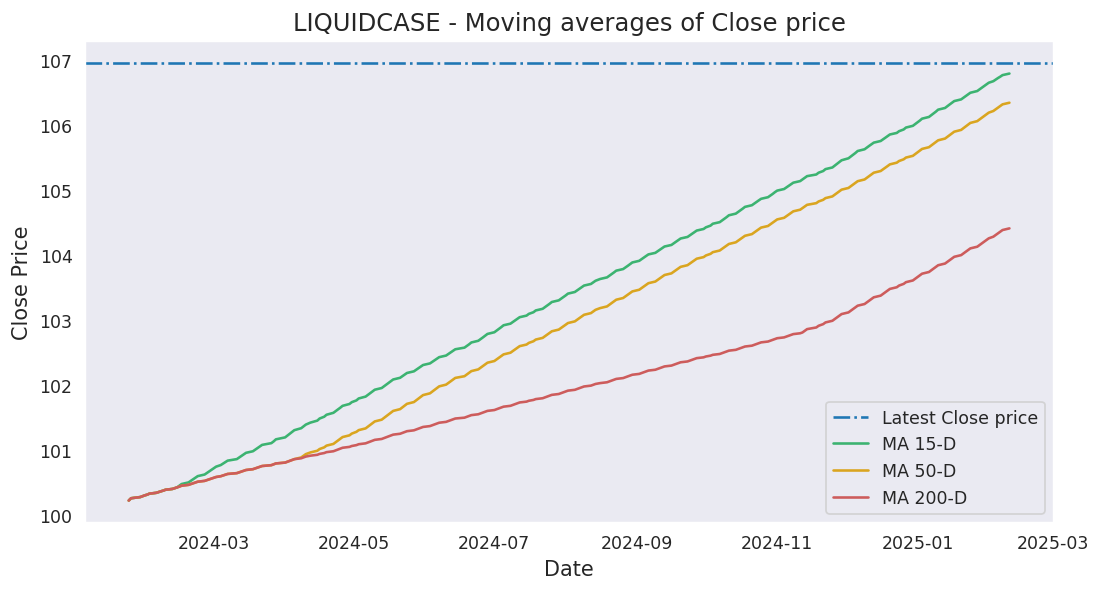 LIQUIDCASE - Moving averages of Close price
Close Price
107
106
105
104
103
102
101
100
Latest Close price
MA 15-D
MA 50-D
MA 200-D
2024-03 2024-05 2024-07 2024-09 2024-11 2025-01 2025-03
Date